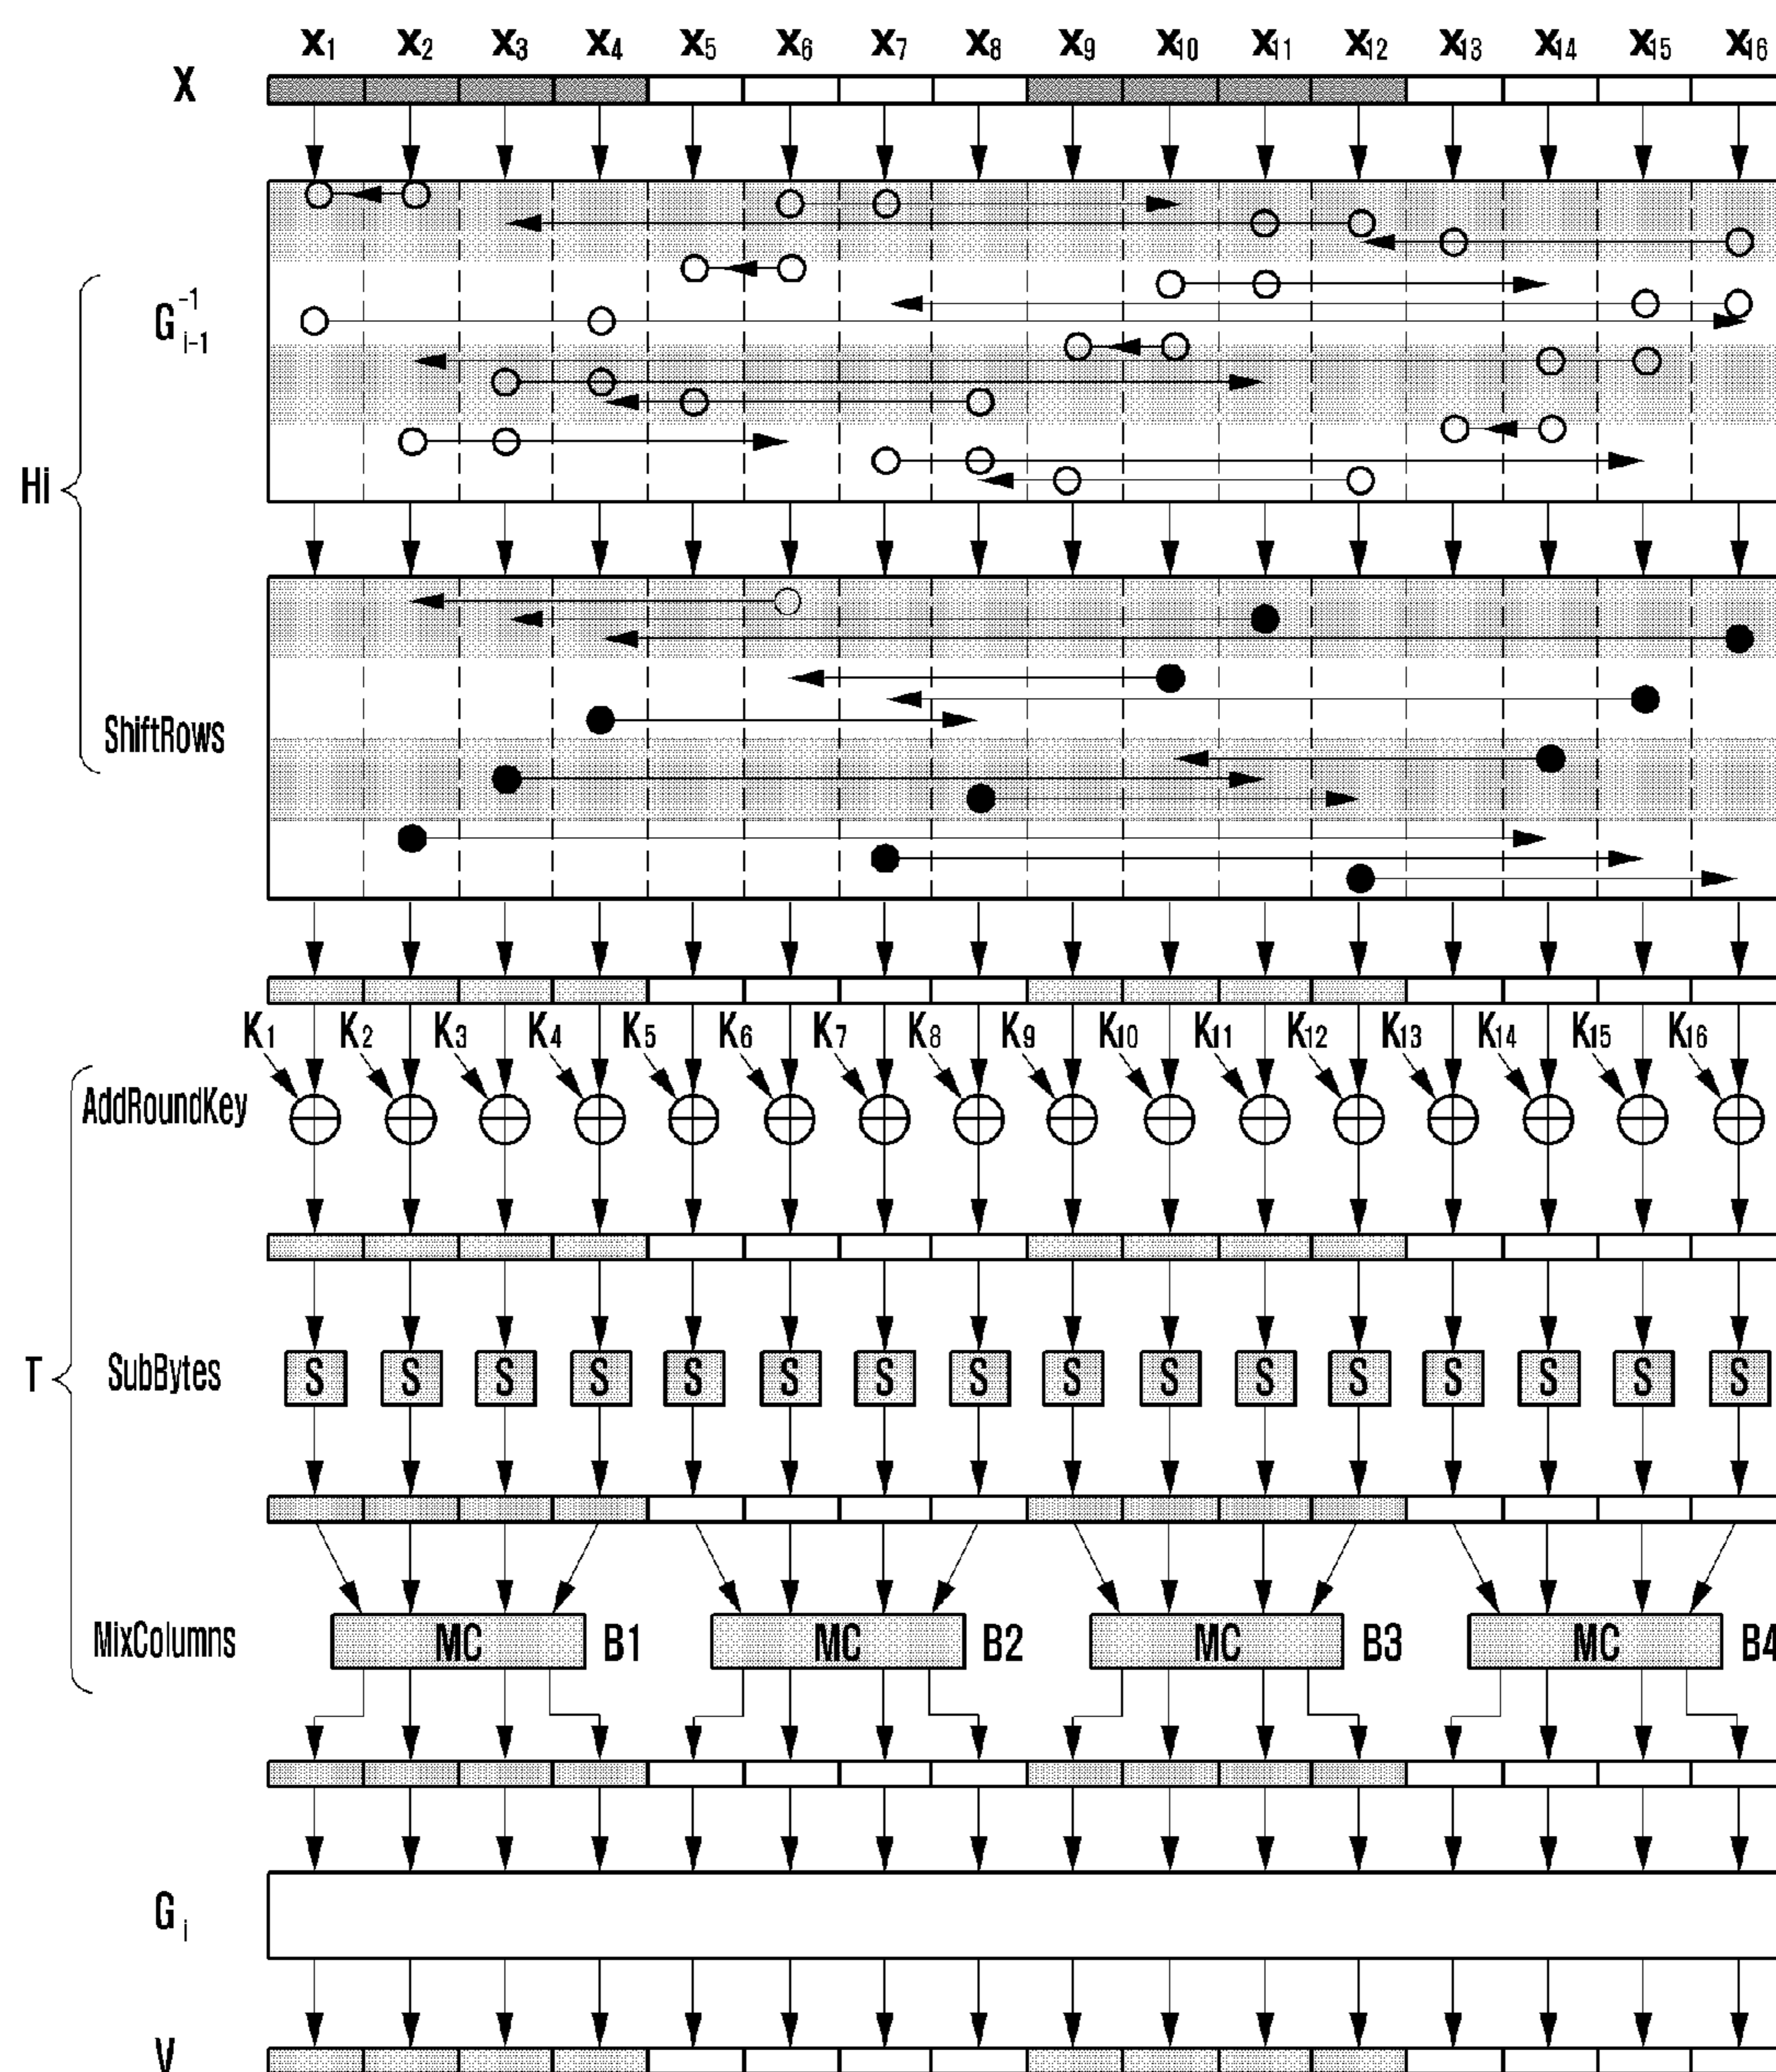 X1 X2 X3 X4 X5 X6 X7 X8 X9 X10 X11 X12 X13 X14 X15 X16
X
G i-1 -1
Hi
ShiftRows
K1 K2 K3 K4 K5 K6 K7 K8 K9 K10 K11 K12 K13 K14 K15 K16
AddRoundKey
T
SubBytes
S S S S S S S S S S S S S S S S
MixColumns
MC B1 MC B2 MC B3 MC B4
G i